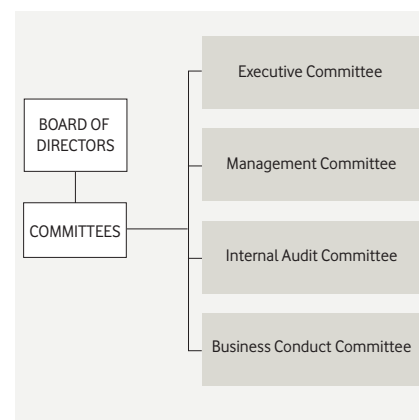 BOARD OF
DIRECTORS
COMMITTEES
Executive Committee
Management Committee
Internal Audit Committee
Business Conduct Committee